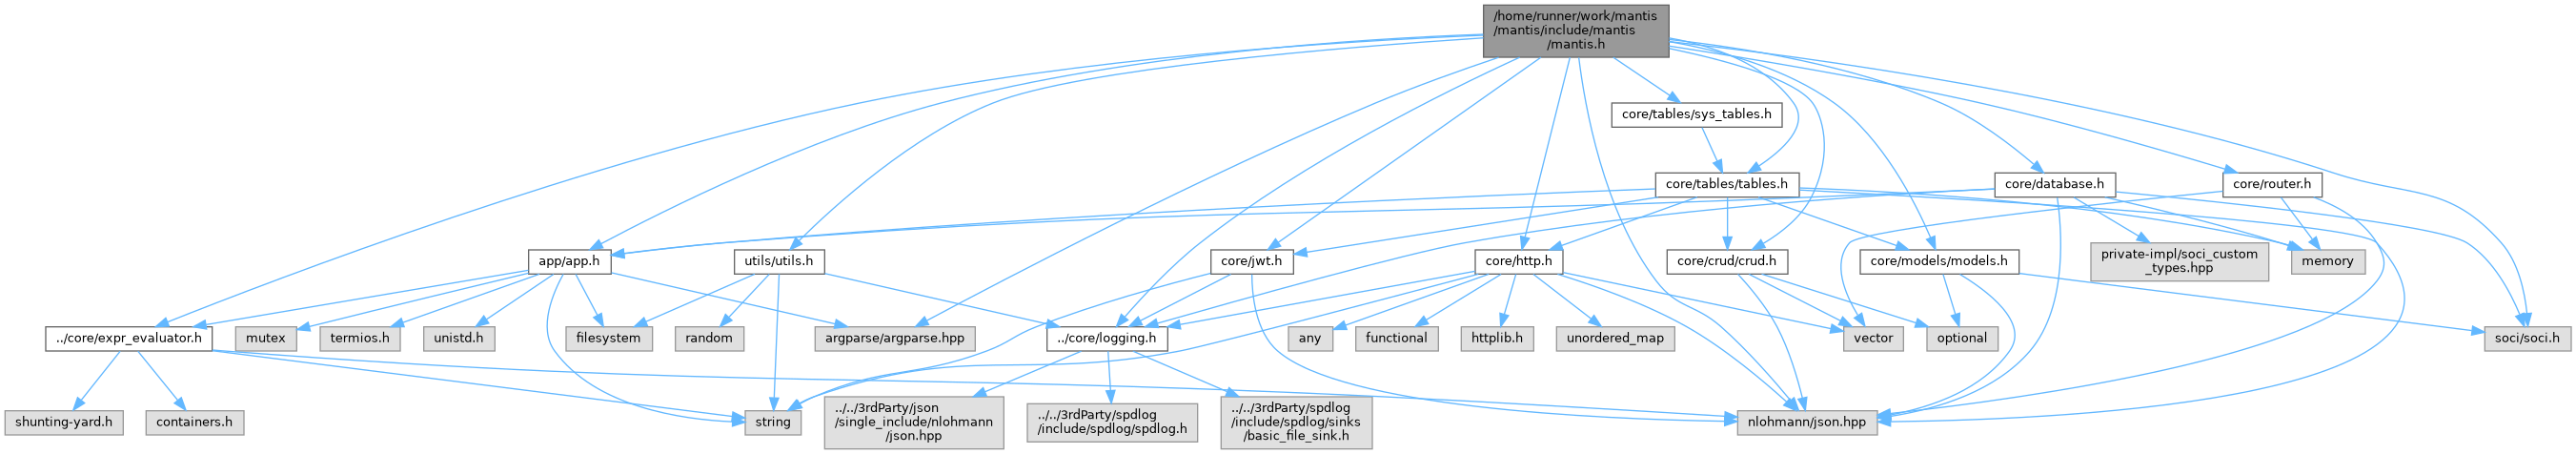 /home/runner/work/mantis
/mantis/include/mantis
/mantis.h
core/tables/sys_tables.h
core/tables/tables.h
core/database.h
core/router.h
app/app.h
utils/utils.h
core/jwt.h
core/http.h
core/crud/crud.h
core/models/models.h
private-impl/soci_custom
_types.hpp
memory
../core/expr_evaluator.h
mutex
termios.h
unistd.h
filesystem
random
argparse/argparse.hpp
../core/logging.h
any
functional
httplib.h
unordered_map
vector
optional
soci/soci.h
shunting-yard.h
containers.h
string
../../3rdParty/json
/single_include/nlohmann
/json.hpp
../../3rdParty/spdlog
/include/spdlog/spdlog.h
../../3rdParty/spdlog
/include/spdlog/sinks
/basic_file_sink.h
nlohmann/json.hpp